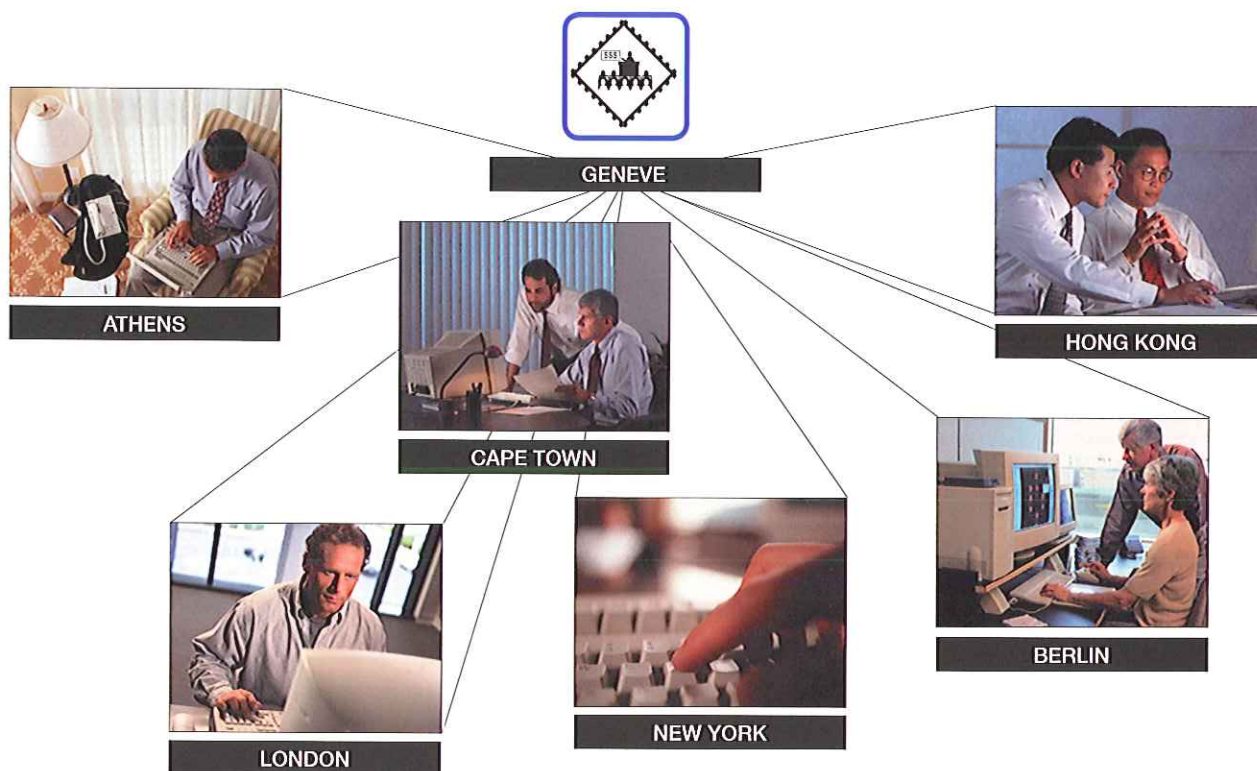 $$$
GENEVE
ATHENS
HONG KONG
CAPE TOWN
BERLIN
NEW YORK
LONDON